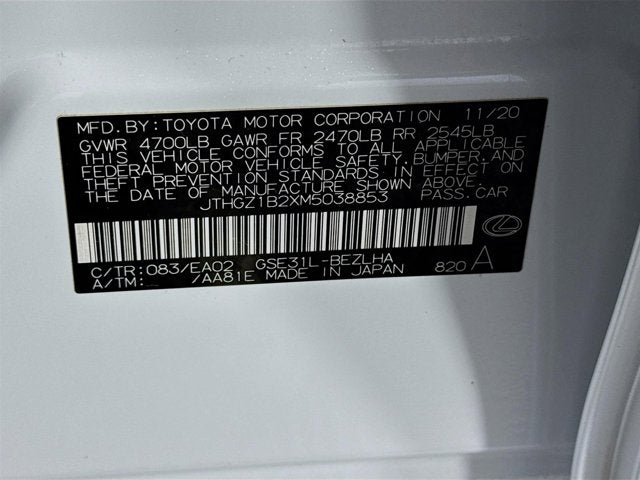 MFD. BY: TOYOTA MOTOR CORPORATION 11/20
GVWR 4700LB GAWR FR 2470LB RR 2545LB
THIS VEHICLE CONFORMS TO ALL APPLICABLE
FEDERAL MOTOR VEHICLE SAFETY, BUMPER, AND
THEFT PREVENTION STANDARDS IN EFFECT ON
THE DATE OF MANUFACTURE SHOWN ABOVE.
JTHGZ1B2XM5038853 PASS.CAR
C/TR: 083/EA02 GSE31L-BEZLHA
A/TM: /AA81E MADE IN JAPAN 820 A